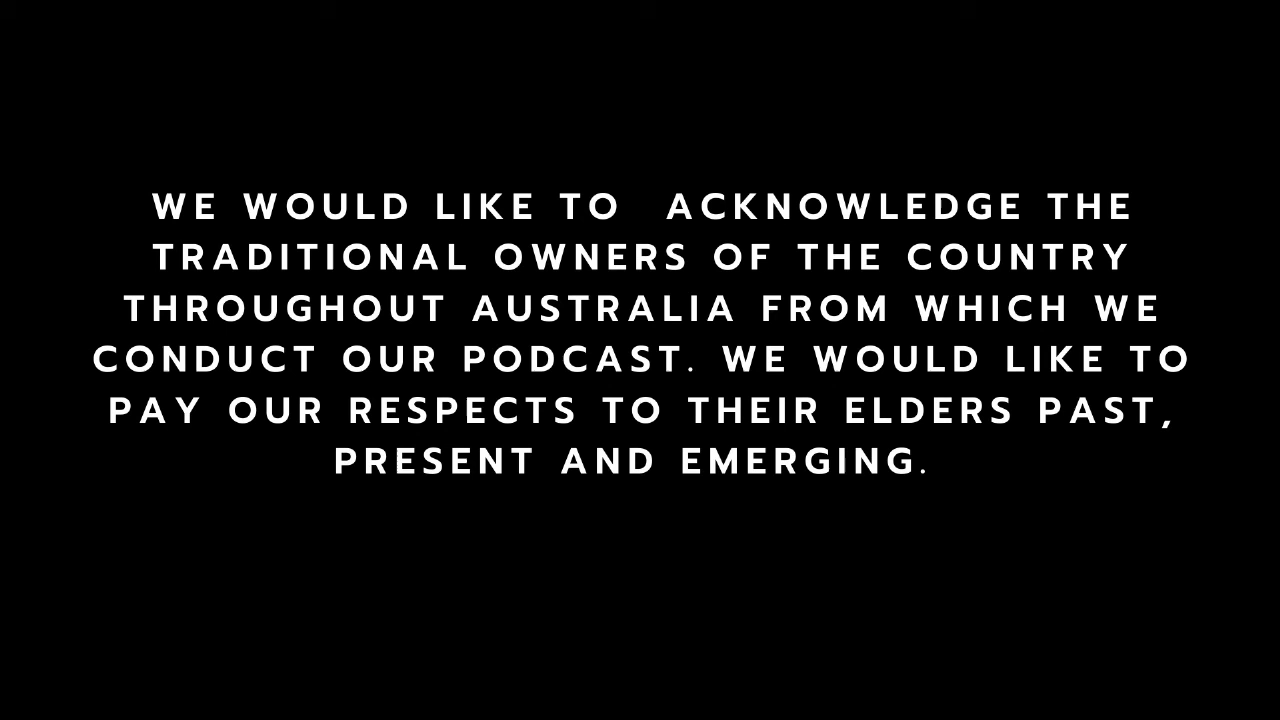 WE WOULD LIKE TO  ACKNOWLEDGE THE
TRADITIONAL OWNERS OF THE COUNTRY
THROUGHOUT AUSTRALIA FROM WHICH WE
CONDUCT OUR PODCAST. WE WOULD LIKE TO
PAY OUR RESPECTS TO THEIR ELDERS PAST,
PRESENT AND EMERGING.